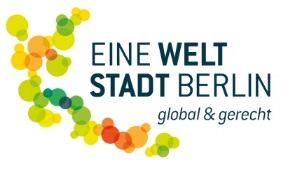 EINE WELT
STADT BERLIN
global & gerecht